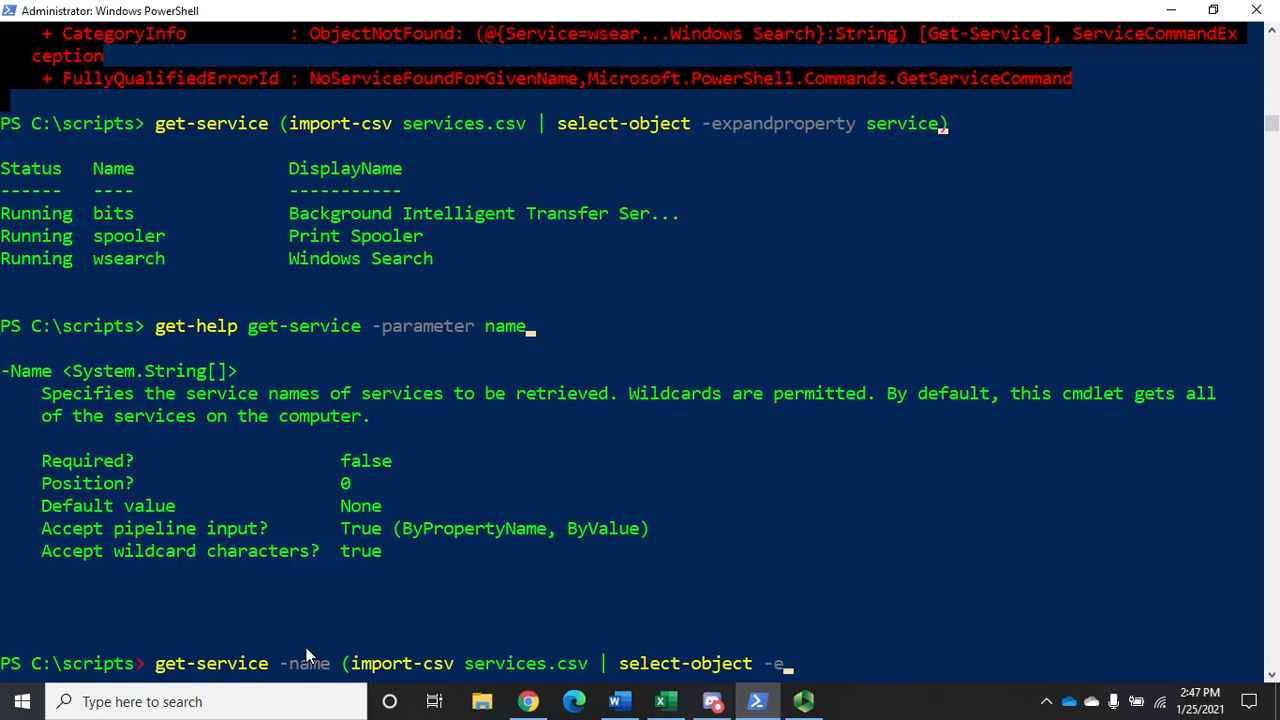 Administrator: Windows PowerShell
+ CategoryInfo : ObjectNotFound: (@{Service=wsear...Windows Search}:String) [Get-Service], ServiceCommandEx
ception
+ FullyQualifiedErrorId : NoServiceFoundForGivenName,Microsoft.PowerShell.Commands.GetServiceCommand
PS C:\scripts> get-service (import-csv services.csv | select-object -expandproperty service)
Status Name DisplayName
------ ---- -----------
Running bits Background Intelligent Transfer Ser...
Running spooler Print Spooler
Running wsearch Windows Search
PS C:\scripts> get-help get-service -parameter name
-Name <System.String[]>
Specifies the service names of services to be retrieved. Wildcards are permitted. By default, this cmdlet gets all
of the services on the computer.
Required? false
Position? 0
Default value None
Accept pipeline input? True (ByPropertyName, ByValue)
Accept wildcard characters? true
PS C:\scripts> get-service -name (import-csv services.csv | select-object -e
Type here to search
2:47 PM
1/25/2021